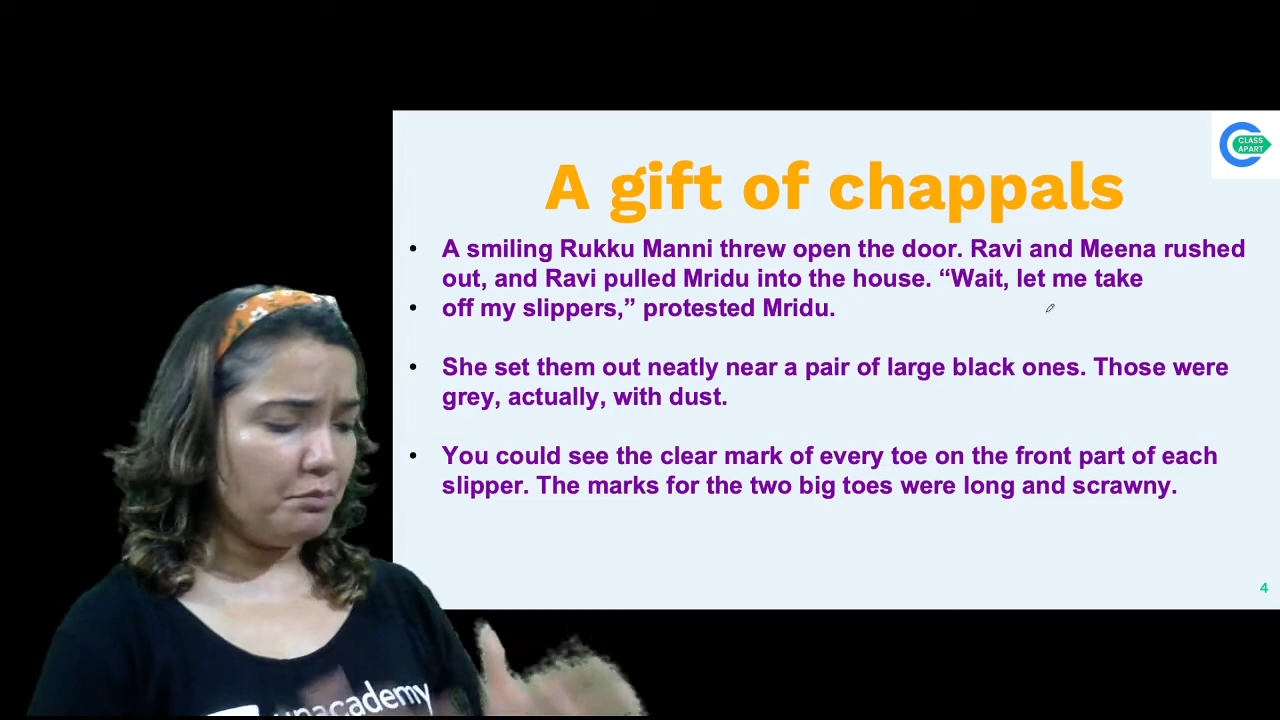 CLASS
APART
A gift of chappals
• A smiling Rukku Manni threw open the door. Ravi and Meena rushed
out, and Ravi pulled Mridu into the house. “Wait, let me take
• off my slippers,” protested Mridu.
• She set them out neatly near a pair of large black ones. Those were
grey, actually, with dust.
• You could see the clear mark of every toe on the front part of each
slipper. The marks for the two big toes were long and scrawny.
4
unacademy